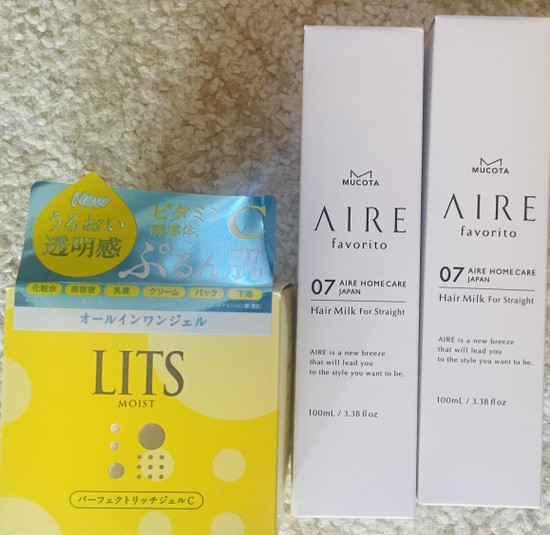 New
うるおい
透明感
ビタミンC
誘導体
ぷるん肌
化粧水 美容液 乳液 クリーム パック 下地
オールインワンジェル
LITS
MOIST
パーフェクトリッチジェルC
MUCOTA
AIRE
favorito
07 AIRE HOMECARE
JAPAN
Hair Milk For Straight
AIRE is a new breeze
that will lead you
to the style you want to be.
100mL / 3.38 fl oz
MUCOTA
AIRE
favorito
07 AIRE HOMECARE
JAPAN
Hair Milk For Straight
AIRE is a new breeze
that will lead you
to the style you want to be.
100mL / 3.38 fl oz